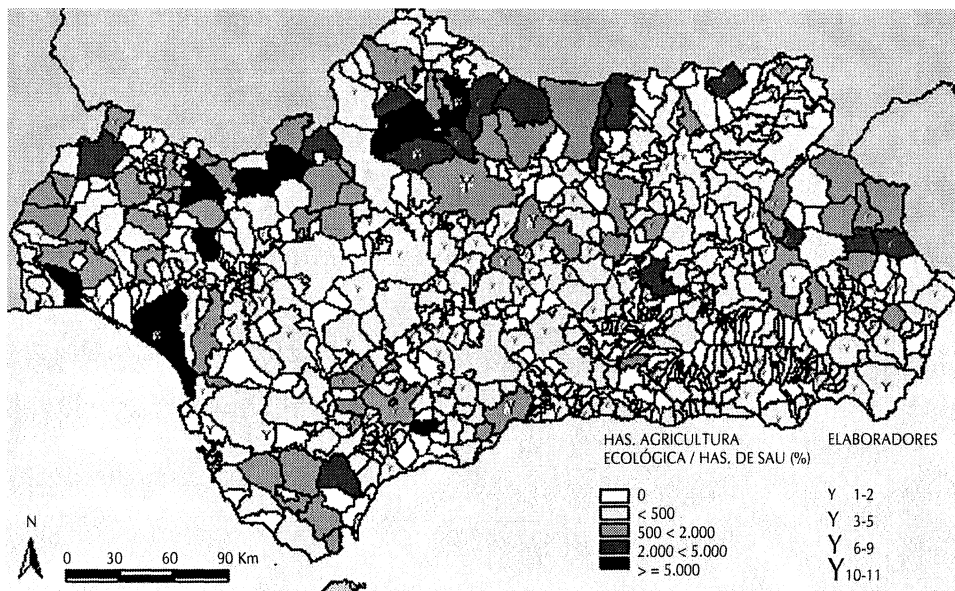 HAS. AGRICULTURA
ECOLÓGICA / HAS. DE SAU (%)
0
< 500
500 < 2.000
2.000 < 5.000
> = 5.000
ELABORADORES
Y 1-2
Y 3-5
Y 6-9
Y 10-11
N
0 30 60 90 Km